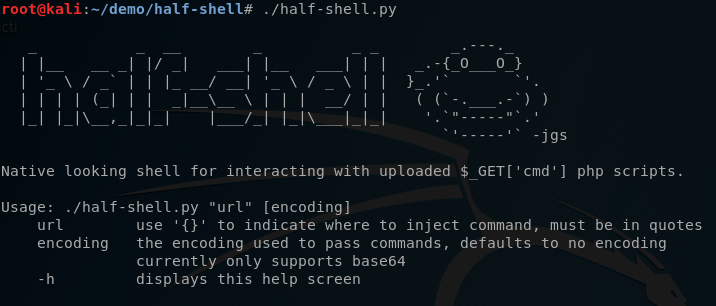 root@kali:~/demo/half-shell# ./half-shell.py
half-shell
-jgs
Native looking shell for interacting with uploaded $_GET['cmd'] php scripts.
Usage: ./half-shell.py "url" [encoding]
url use '{}' to indicate where to inject command, must be in quotes
encoding the encoding used to pass commands, defaults to no encoding
currently only supports base64
-h displays this help screen